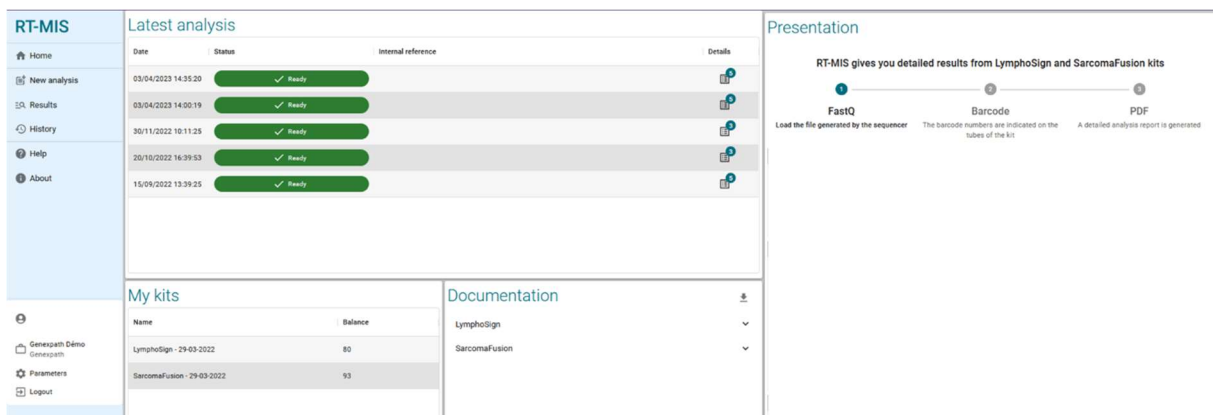 RT-MIS
Home
New analysis
Results
History
Help
About
Genexpath Démo
Genexpath
Parameters
Logout
Latest analysis
Date Status Internal reference Details
03/04/2023 14:35:20 Ready 5
03/04/2023 14:00:19 Ready 5
30/11/2022 10:11:25 Ready 3
20/10/2022 16:39:53 Ready 3
15/09/2022 13:39:25 Ready 5
My kits
Name Balance
LymphoSign - 29-03-2022 80
SarcomaFusion - 29-03-2022 93
Documentation
LymphoSign
SarcomaFusion
Presentation
RT-MIS gives you detailed results from LymphoSign and SarcomaFusion kits
1 2 3
FastQ Barcode PDF
Load the file generated by the sequencer The barcode numbers are indicated on the A detailed analysis report is generated
tubes of the kit